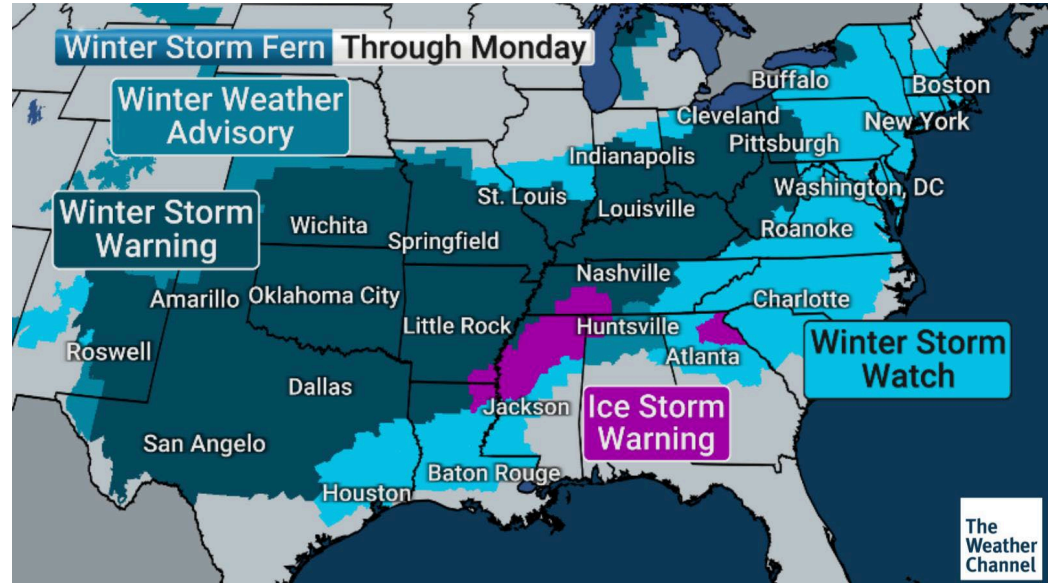 Winter Storm Fern Through Monday
Winter Weather
Advisory
Buffalo
Boston
Cleveland
New York
Pittsburgh
Indianapolis
Washington, DC
St. Louis
Louisville
Winter Storm
Warning
Wichita
Springfield
Roanoke
Nashville
Amarillo
Oklahoma City
Charlotte
Little Rock
Huntsville
Roswell
Atlanta
Winter Storm
Watch
Dallas
Jackson
Ice Storm
Warning
San Angelo
Baton Rouge
Houston
The
Weather
Channel